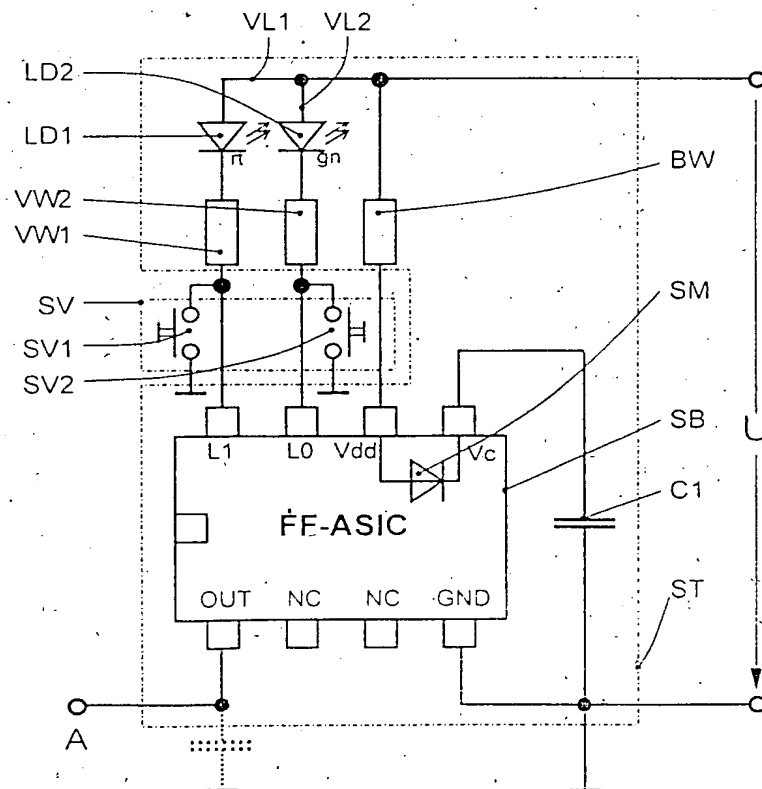 VL1 VL2
LD2
LD1
rt gn
BW
VW2
VW1
SV
SM
SV1
SV2
L1 L0 Vdd Vc
SB
U
C1
FF-ASIC
OUT NC NC GND
ST
A